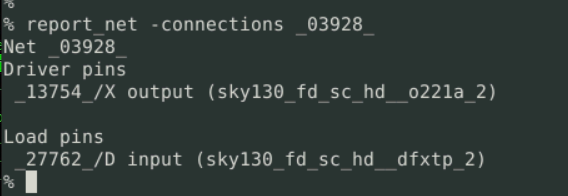 %
% report_net -connections _03928_
Net _03928_
Driver pins
_13754_/X output (sky130_fd_sc_hd__o221a_2)
Load pins
_27762_/D input (sky130_fd_sc_hd__dfxtp_2)
%